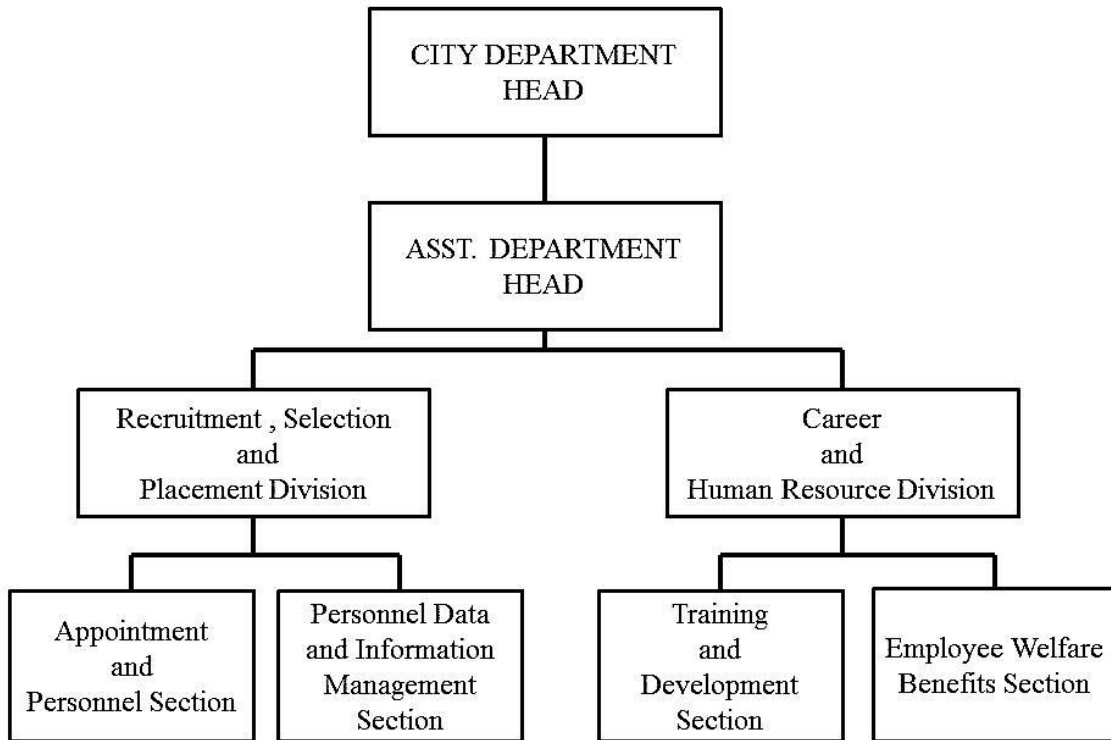 CITY DEPARTMENT
HEAD
ASST. DEPARTMENT
HEAD
Recruitment , Selection
and
Placement Division
Career
and
Human Resource Division
Appointment
and
Personnel Section
Personnel Data
and Information
Management
Section
Training
and
Development
Section
Employee Welfare
Benefits Section